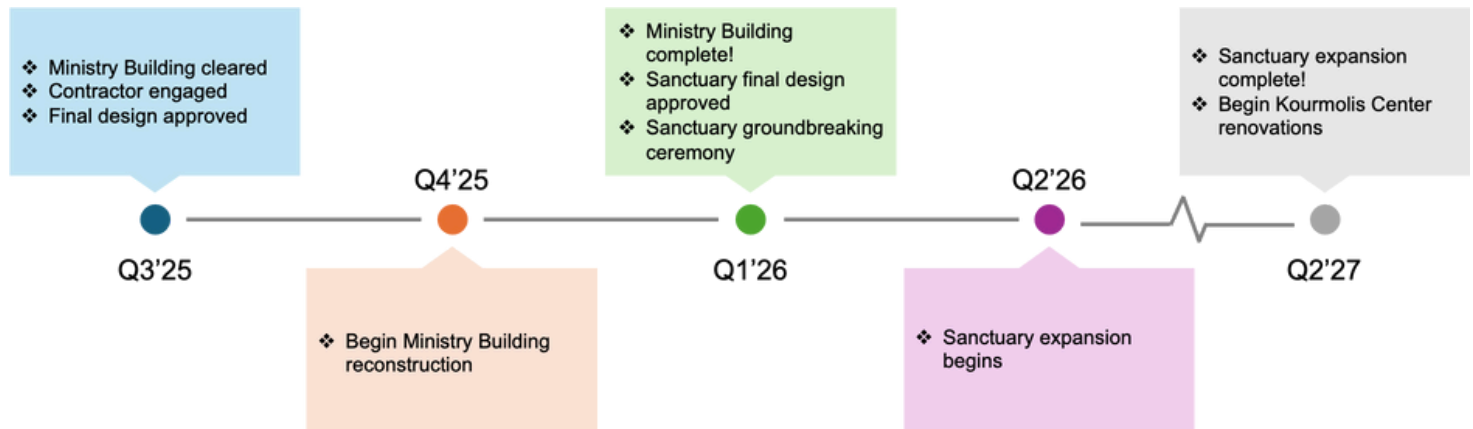 ❖ Ministry Building cleared
❖ Contractor engaged
❖ Final design approved
Q3’25
Q4’25
❖ Begin Ministry Building
reconstruction
❖ Ministry Building
complete!
❖ Sanctuary final design
approved
❖ Sanctuary groundbreaking
ceremony
Q1’26
Q2’26
❖ Sanctuary expansion
begins
❖ Sanctuary expansion
complete!
❖ Begin Kourmolis Center
renovations
Q2’27